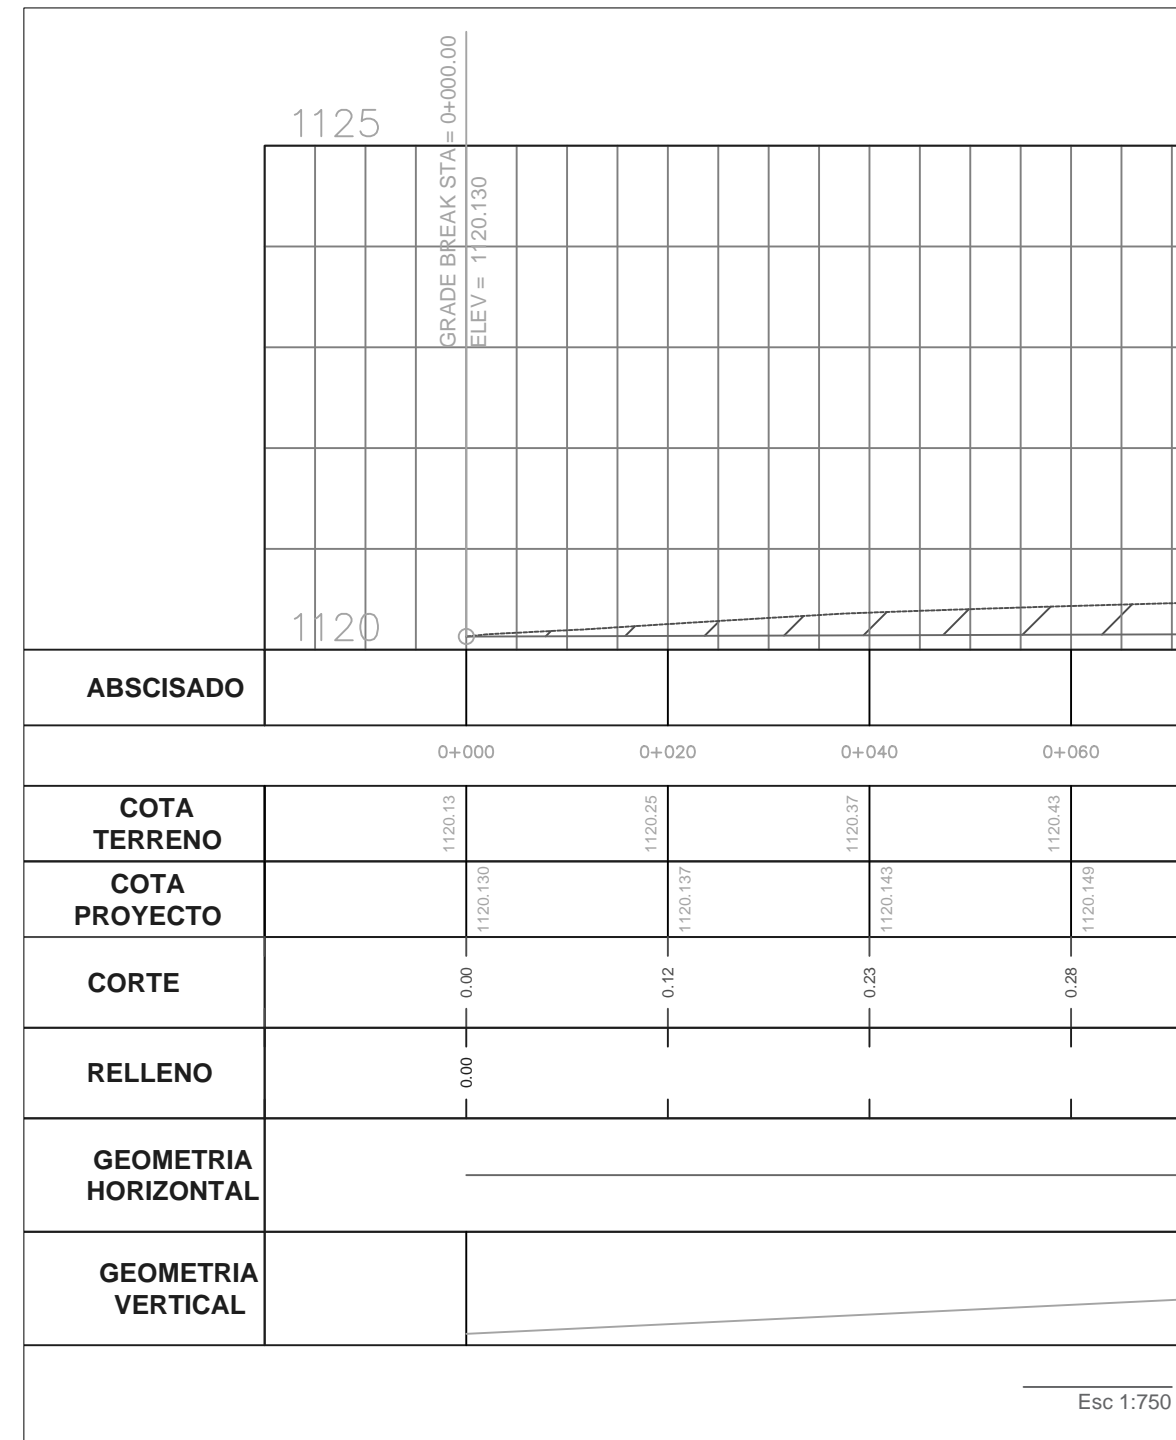 GRADE BREAK STA = 0+000.00
ELEV = 1120.130
1125
1120
ABSCISADO
0+000 0+020 0+040 0+060
COTA
TERRENO
1120.13 1120.25 1120.37 1120.43
COTA
PROYECTO
1120.130 1120.137 1120.143 1120.149
CORTE
0.00 0.12 0.23 0.28
RELLENO
0.00
GEOMETRIA
HORIZONTAL
GEOMETRIA
VERTICAL
Esc 1:750